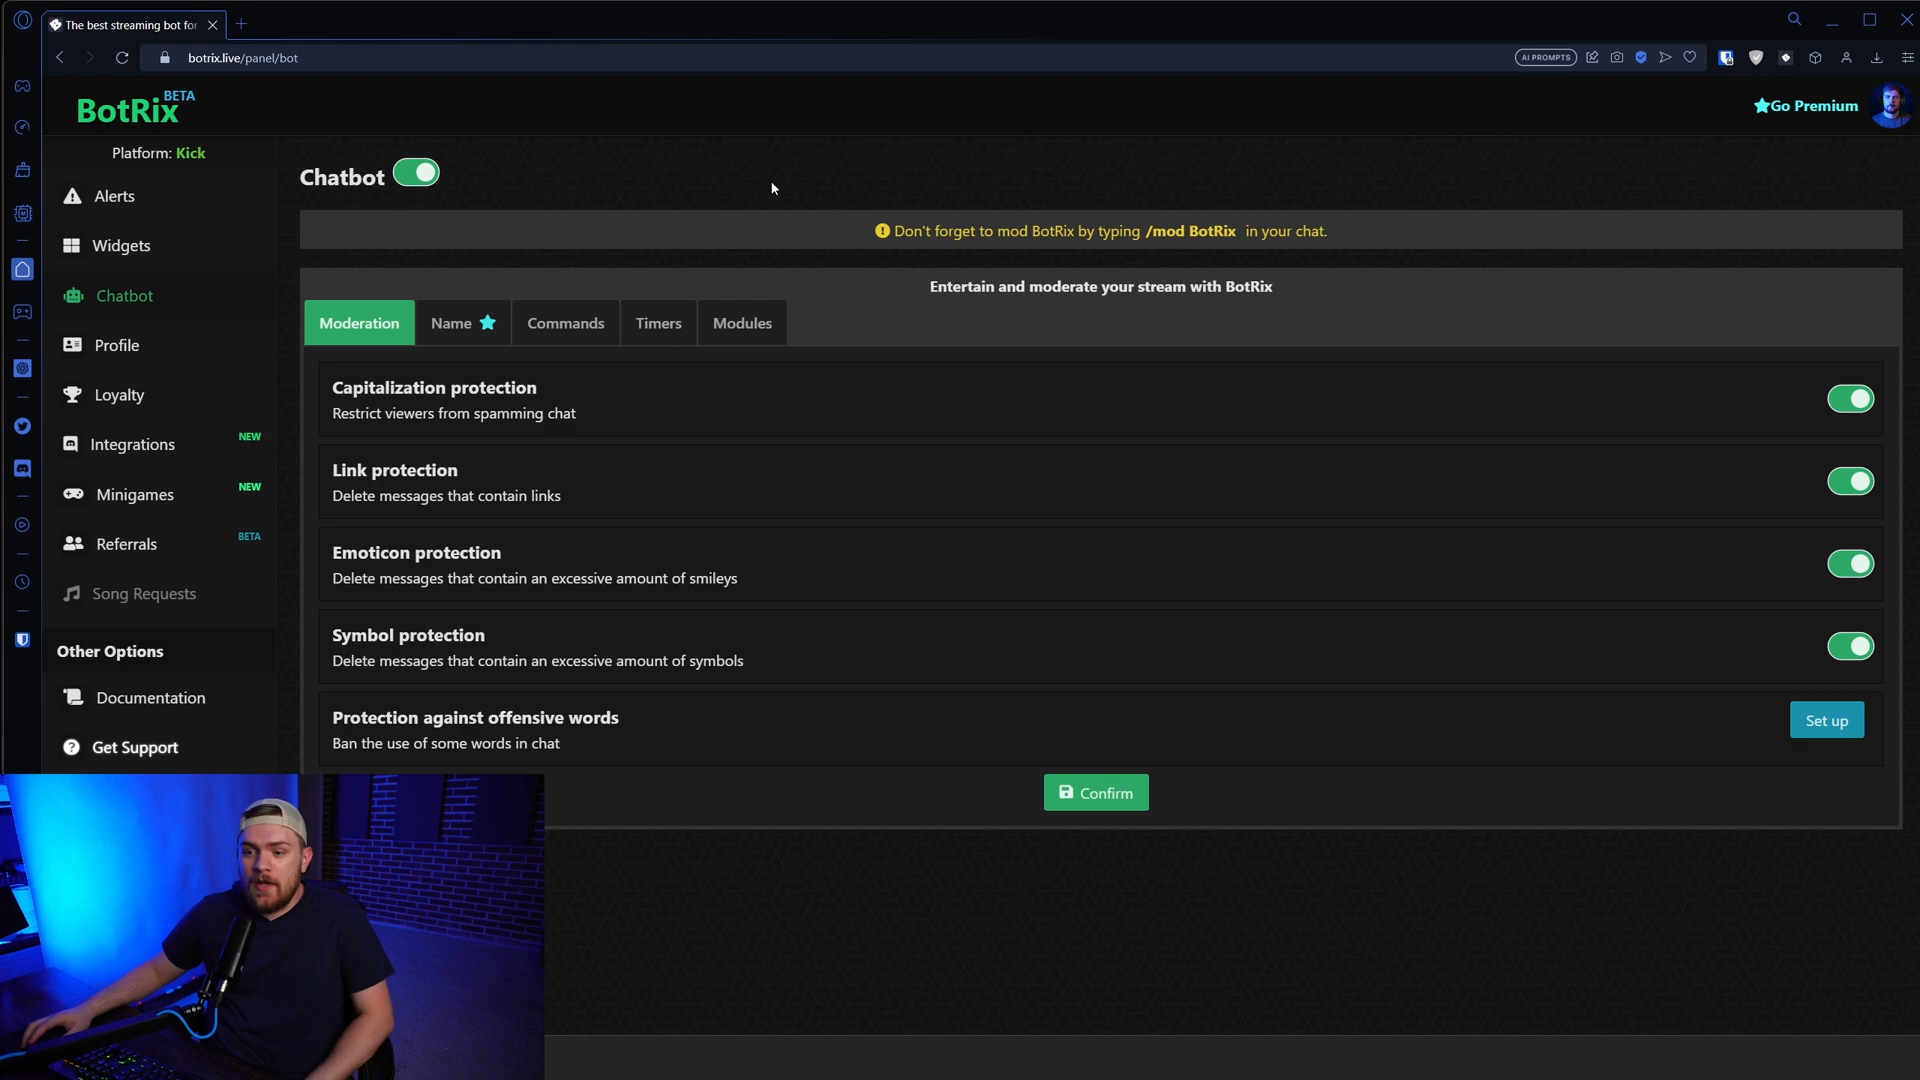 The best streaming bot for
botrix.live/panel/bot
AI PROMPTS
BotRix BETA
Go Premium
Platform: Kick
Alerts
Widgets
Chatbot
Profile
Loyalty
Integrations NEW
Minigames NEW
Referrals BETA
Song Requests
Other Options
Documentation
Get Support
Chatbot
Don't forget to mod BotRix by typing /mod BotRix in your chat.
Entertain and moderate your stream with BotRix
Moderation Name Commands Timers Modules
Capitalization protection
Restrict viewers from spamming chat
Link protection
Delete messages that contain links
Emoticon protection
Delete messages that contain an excessive amount of smileys
Symbol protection
Delete messages that contain an excessive amount of symbols
Protection against offensive words
Ban the use of some words in chat
Set up
Confirm